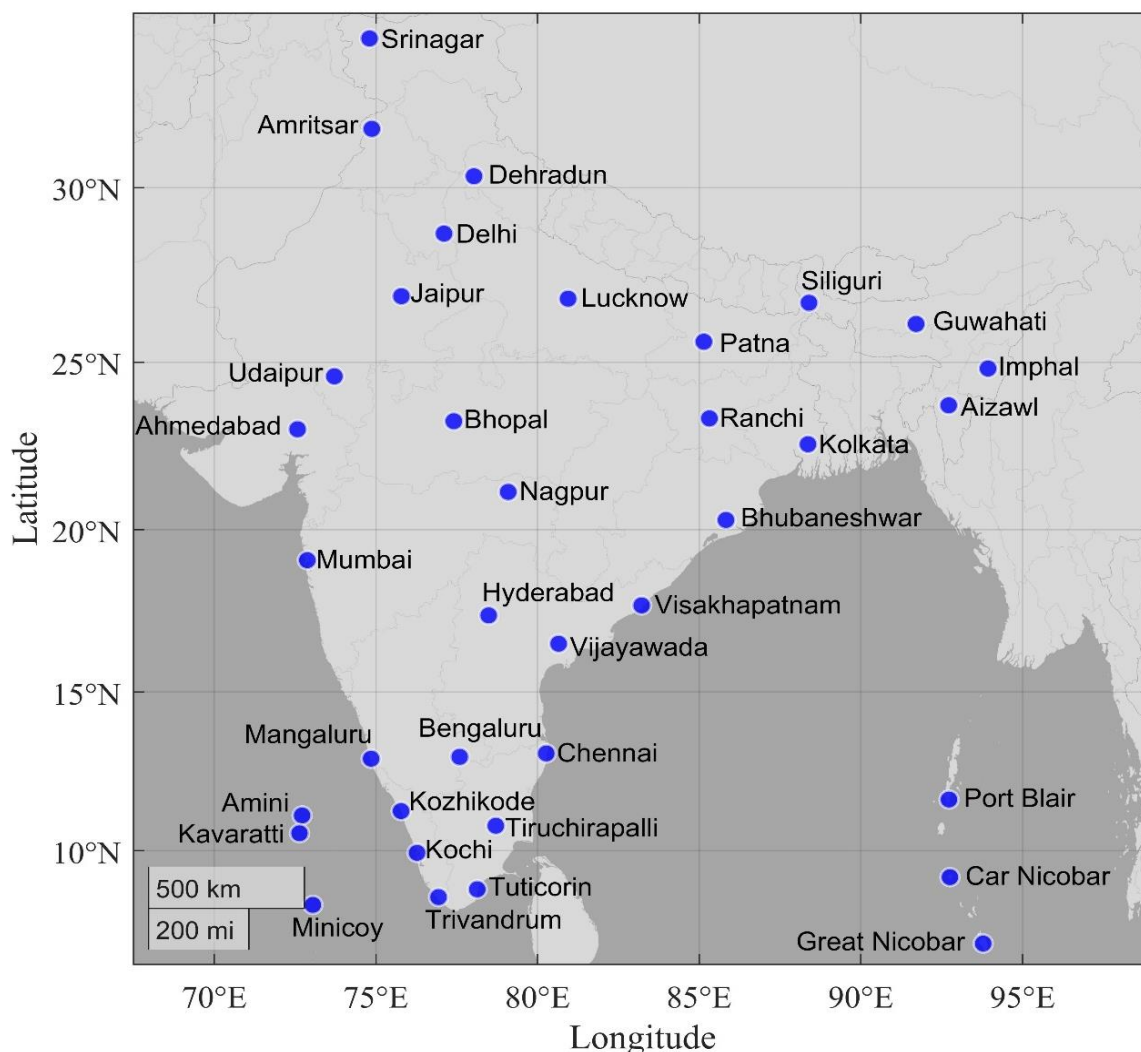 Srinagar
Amritsar
Dehradun
30°N
Delhi
Siliguri
Jaipur
Lucknow
Guwahati
Patna
25°N
Imphal
Udaipur
Aizawl
Ahmedabad
Bhopal
Ranchi
Kolkata
Nagpur
Bhubaneshwar
20°N
Mumbai
Hyderabad
Visakhapatnam
Vijayawada
15°N
Mangaluru
Bengaluru
Chennai
Amini
Kozhikode
Port Blair
Kavaratti
Tiruchirapalli
10°N
Kochi
Car Nicobar
500 km
Tuticorin
Minicoy
Trivandrum
200 mi
Great Nicobar
70°E
75°E
80°E
85°E
90°E
95°E
Longitude
Latitude